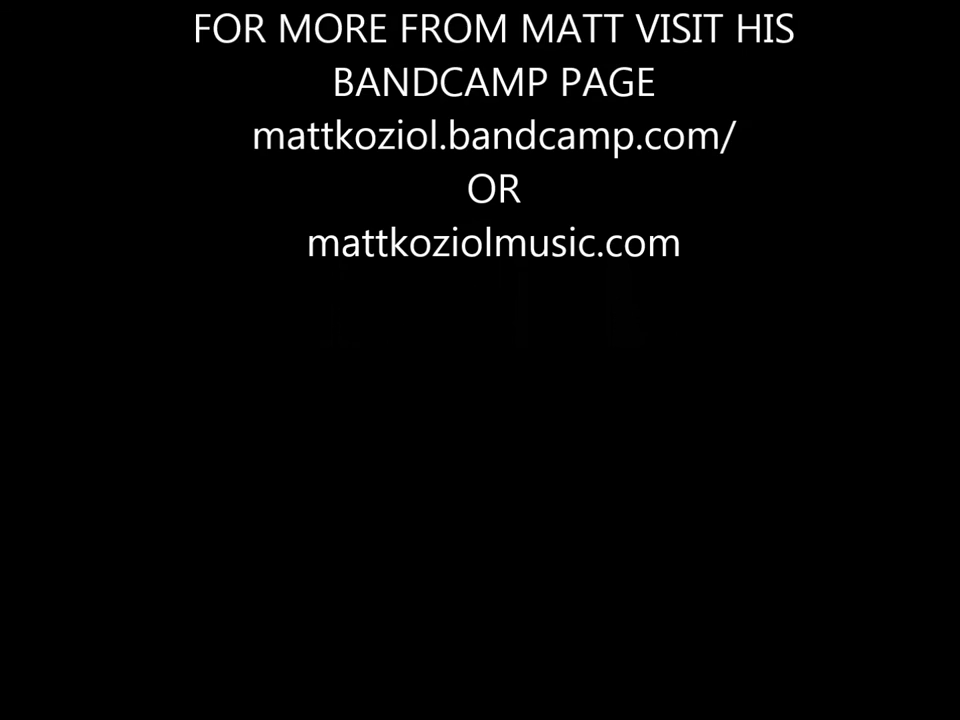 FOR MORE FROM MATT VISIT HIS
BANDCAMP PAGE
mattkoziol.bandcamp.com/
OR
mattkoziolmusic.com